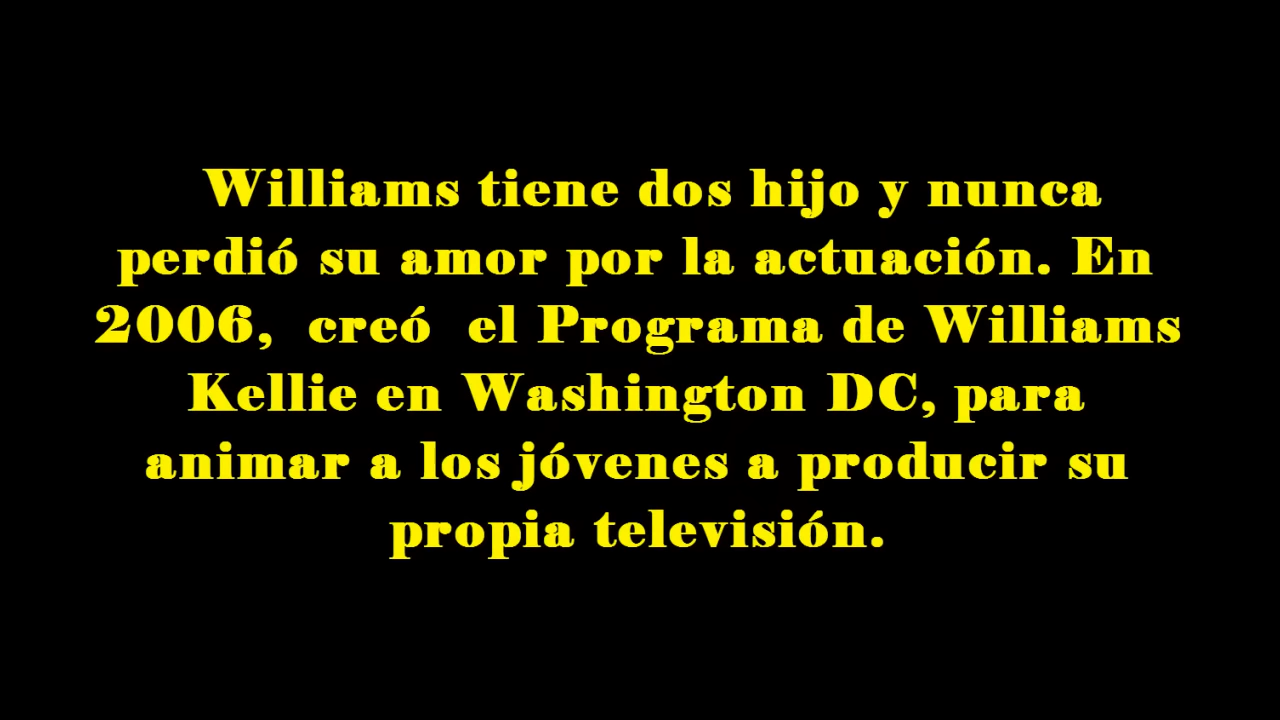 Williams tiene dos hijo y nunca
perdió su amor por la actuación. En
2006,  creó  el Programa de Williams
Kellie en Washington DC, para
animar a los jóvenes a producir su
propia televisión.